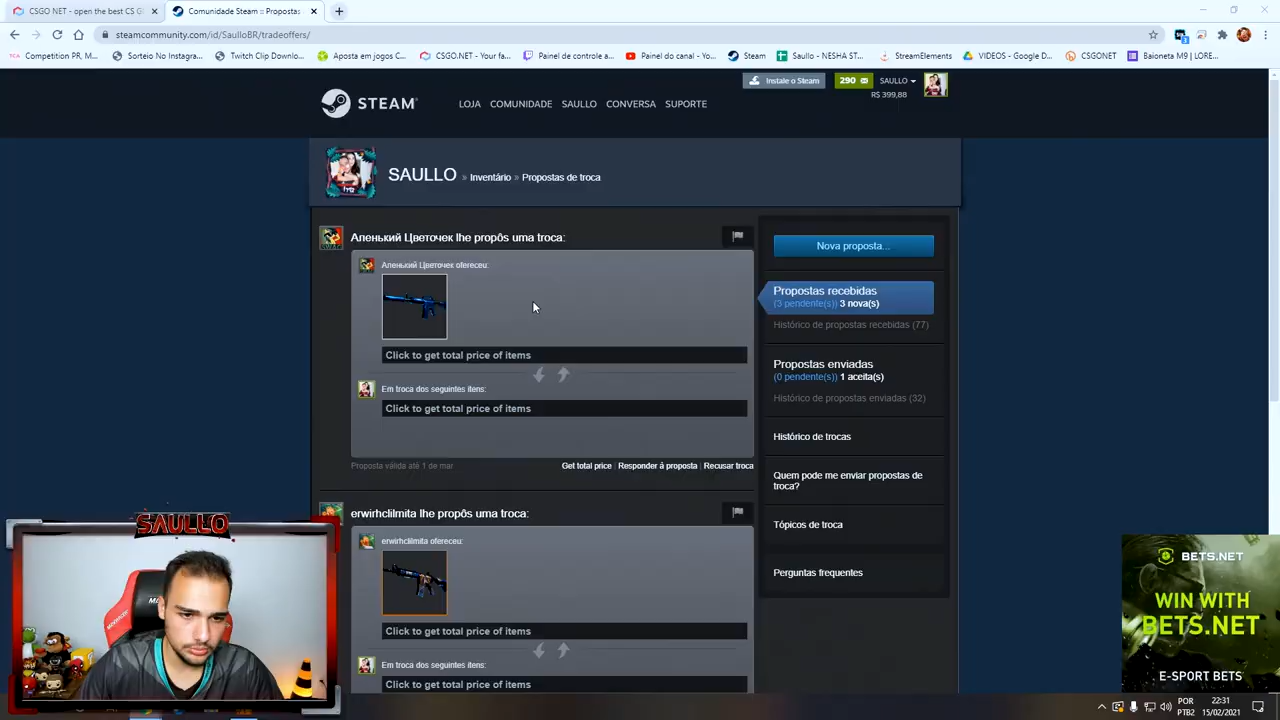 CSGO NET - open the best CS G
Comunidade Steam :: Propostas
steamcommunity.com/id/SaulloBR/tradeoffers/
Competition PR, M...
Sorteio No Instagra...
Twitch Clip Downlo...
Aposta em jogos C...
CSGO.NET - Your fa...
Painel de controle a...
Painel do canal - Yo...
Steam
Saullo - NESHA ST...
StreamElements
VIDEOS - Google D...
CSGONET
Baioneta M9 | LORE...
Instale o Steam
290
SAULLO
R$ 399,88
STEAM
LOJA COMUNIDADE SAULLO CONVERSA SUPORTE
SAULLO » Inventário » Propostas de troca
Аленький Цветочек lhe propôs uma troca:
Аленький Цветочек ofereceu:
Click to get total price of items
Em troca dos seguintes itens:
Click to get total price of items
Proposta válida até 1 de mar
Get total price | Responder à proposta | Recusar troca
erwirhclilmita lhe propôs uma troca:
erwirhclilmita ofereceu:
Click to get total price of items
Em troca dos seguintes itens:
Click to get total price of items
Nova proposta...
Propostas recebidas
(3 pendente(s)) 3 nova(s)
Histórico de propostas recebidas (77)
Propostas enviadas
(0 pendente(s)) 1 aceita(s)
Histórico de propostas enviadas (32)
Histórico de trocas
Quem pode me enviar propostas de
troca?
Tópicos de troca
Perguntas frequentes
SAULLO
BETS.NET
WIN WITH
BETS.NET
E-SPORT BETS
POR
PTB2
22:31
15/02/2021